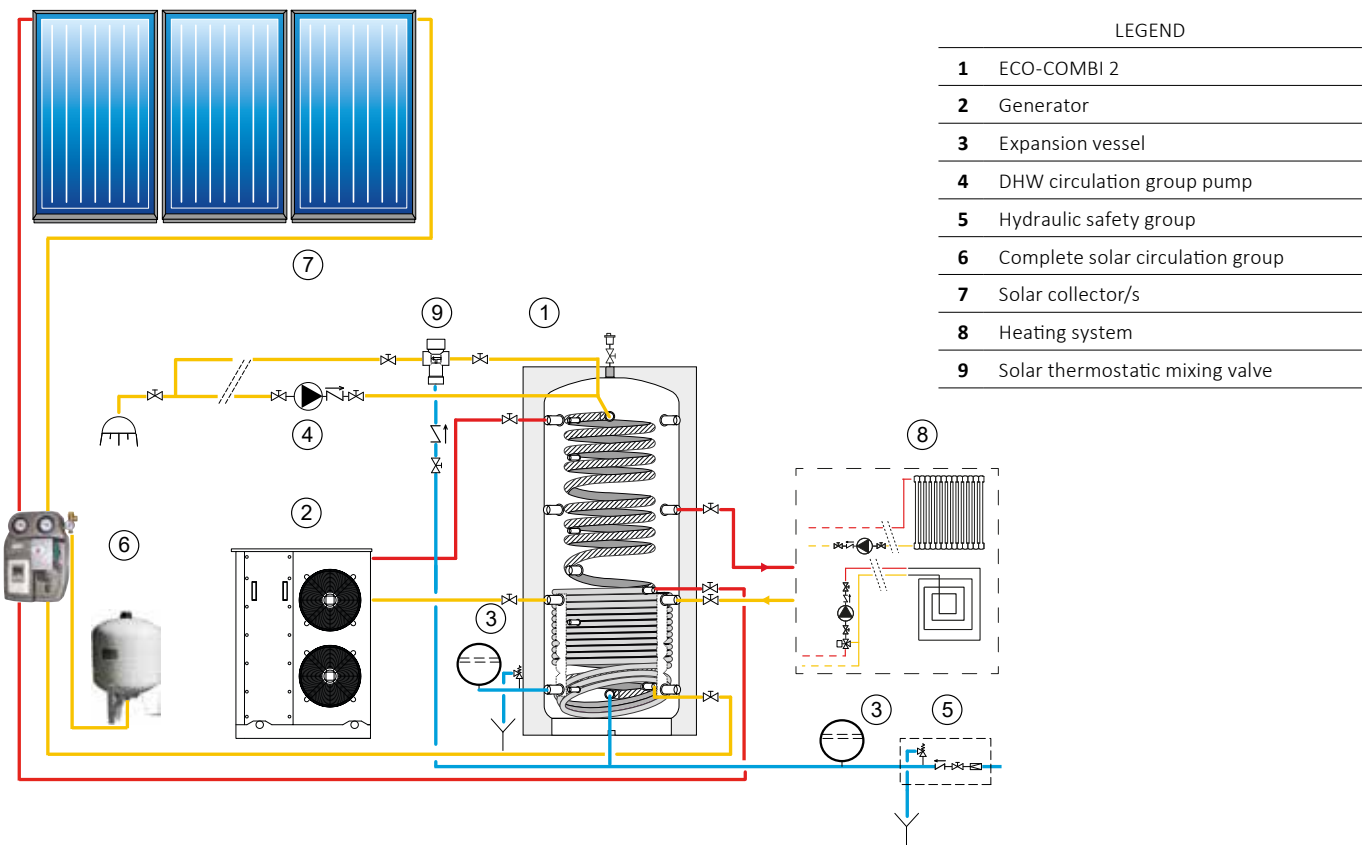 LEGEND
1 ECO-COMBI 2
2 Generator
3 Expansion vessel
4 DHW circulation group pump
5 Hydraulic safety group
6 Complete solar circulation group
7 Solar collector/s
8 Heating system
9 Solar thermostatic mixing valve
7
9
1
4
8
2
6
3
3
5